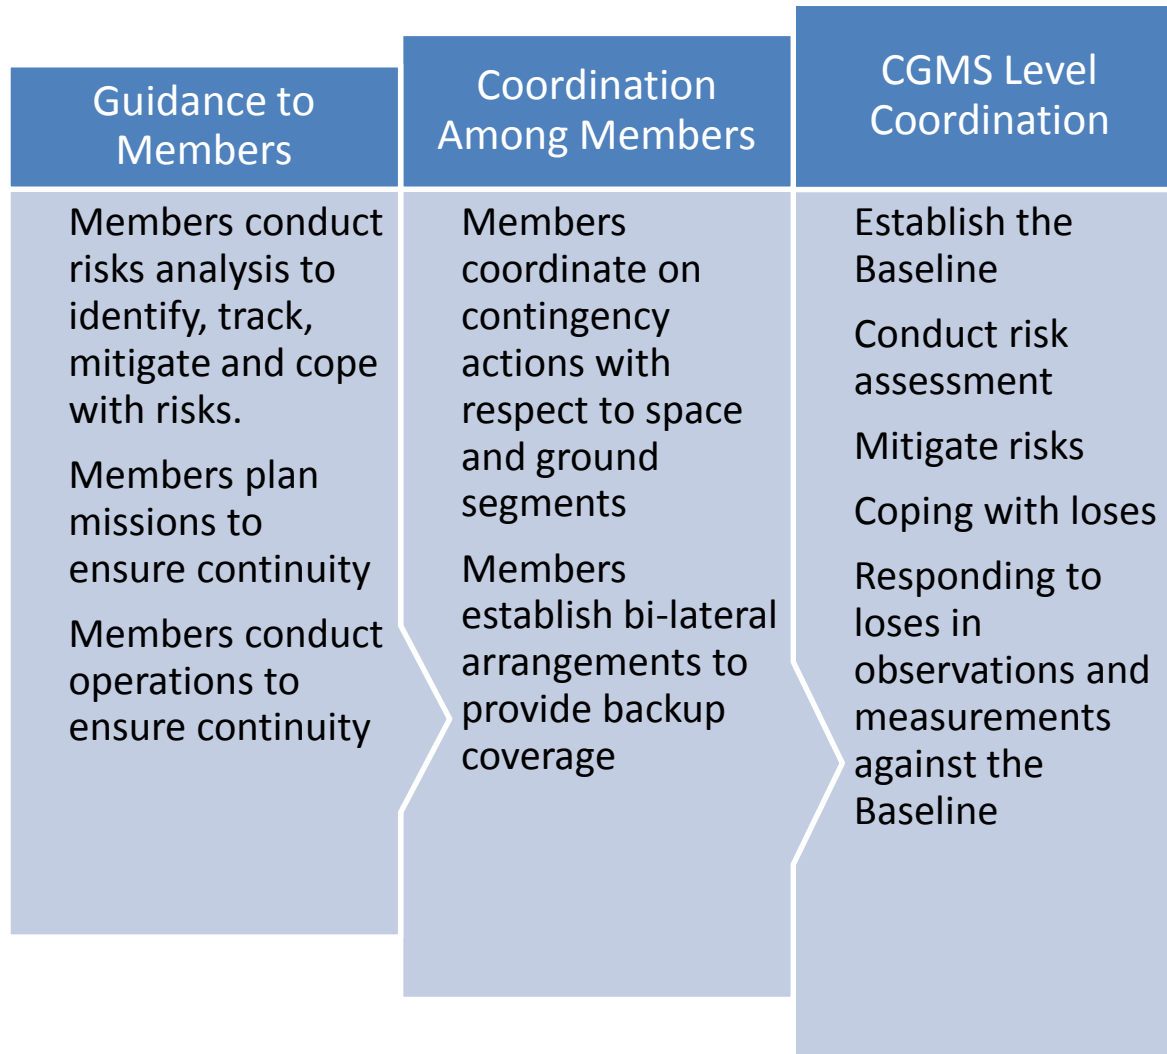 Guidance to
Members
Members conduct
risks analysis to
identify, track,
mitigate and cope
with risks.
Members plan
missions to
ensure continuity
Members conduct
operations to
ensure continuity
Coordination
Among Members
Members
coordinate on
contingency
actions with
respect to space
and ground
segments
Members
establish bi-lateral
arrangements to
provide backup
coverage
CGMS Level
Coordination
Establish the
Baseline
Conduct risk
assessment
Mitigate risks
Coping with loses
Responding to
loses in
observations and
measurements
against the
Baseline